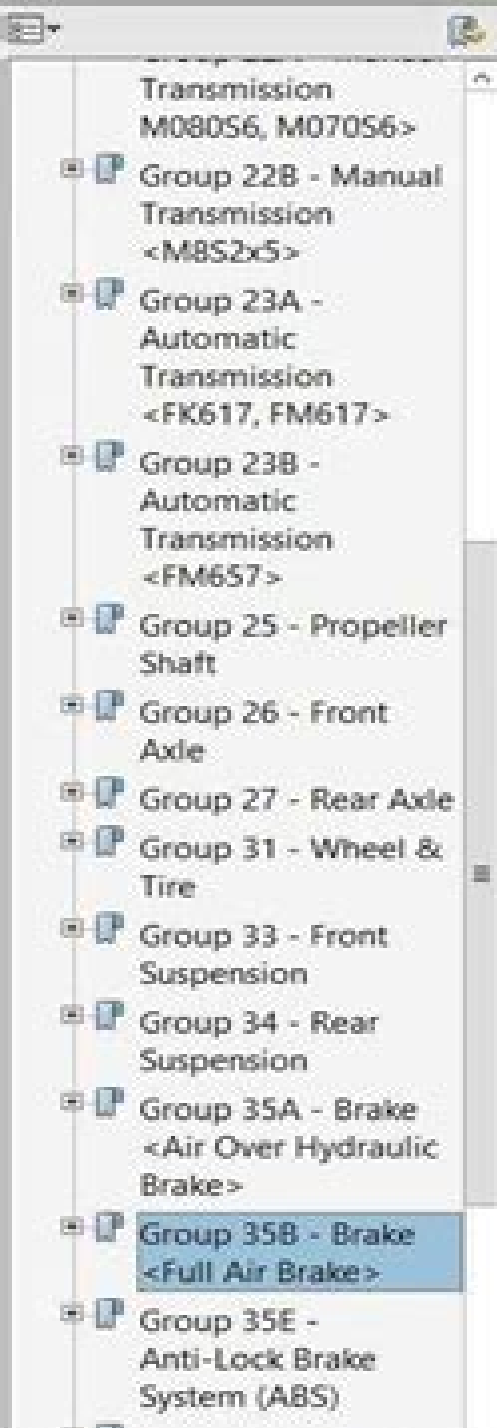 Transmission
M080S6, M070S6>
Group 22B - Manual
Transmission
<M8S2x5>
Group 23A -
Automatic
Transmission
<FK617, FM617>
Group 23B -
Automatic
Transmission
<FM657>
Group 25 - Propeller
Shaft
Group 26 - Front
Axle
Group 27 - Rear Axle
Group 31 - Wheel &
Tire
Group 33 - Front
Suspension
Group 34 - Rear
Suspension
Group 35A - Brake
<Air Over Hydraulic
Brake>
Group 35B - Brake
<Full Air Brake>
Group 35E -
Anti-Lock Brake
System (ABS)